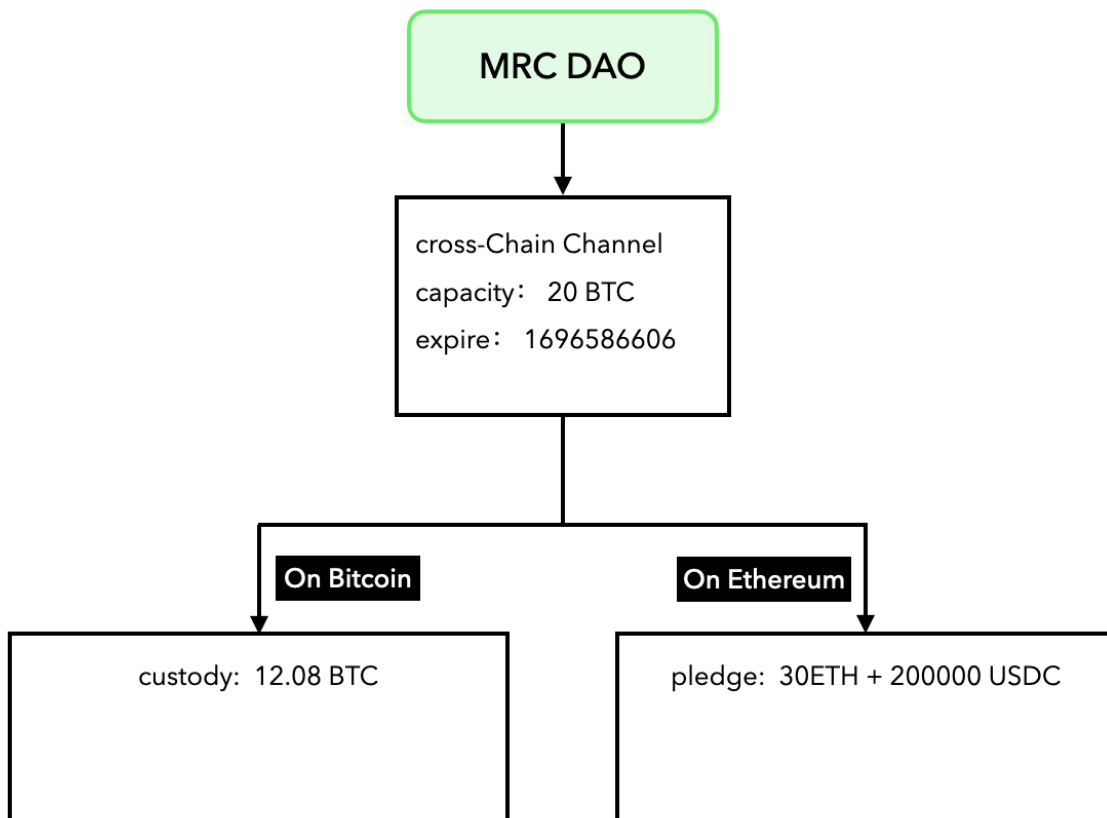 MRC DAO
cross-Chain Channel
capacity： 20 BTC
expire： 1696586606
On Bitcoin
On Ethereum
custody: 12.08 BTC
pledge: 30ETH + 200000 USDC